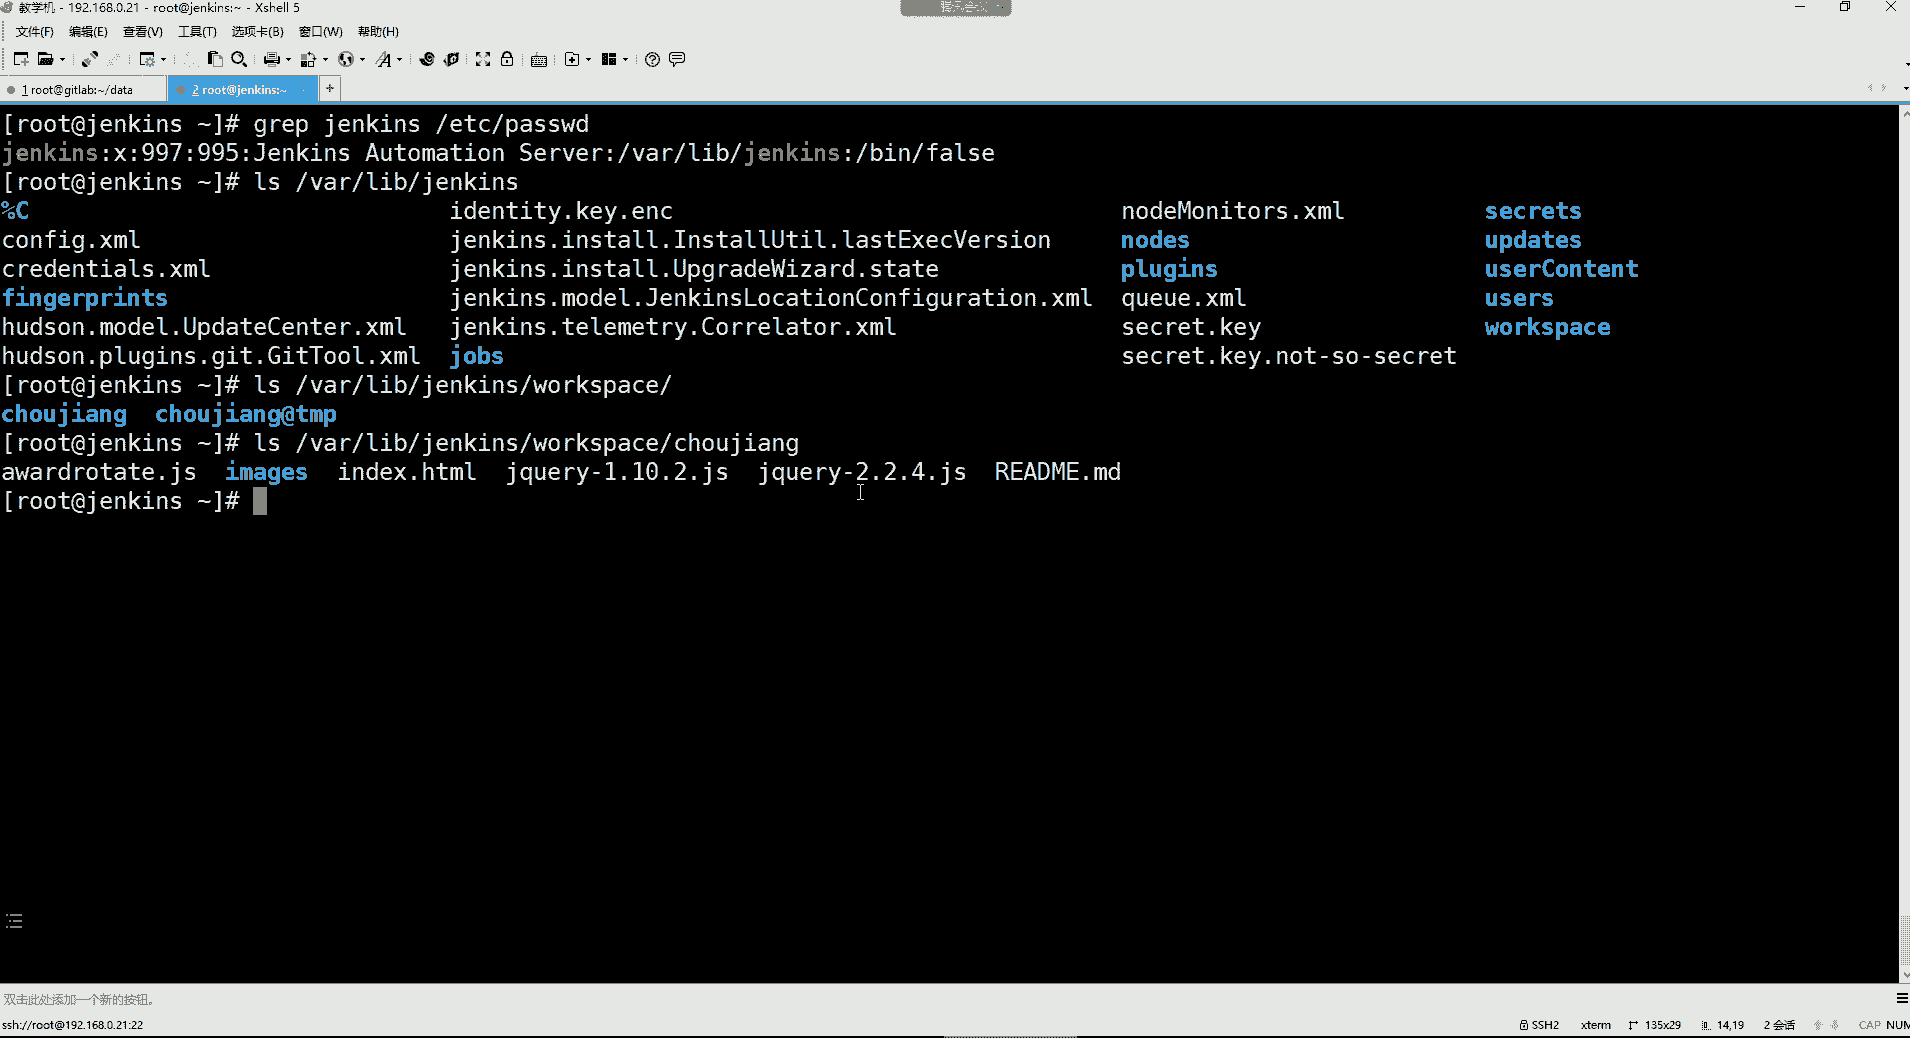 教学机 - 192.168.0.21 - root@jenkins:~ - Xshell 5
文件(F) 编辑(E) 查看(V) 工具(T) 选项卡(B) 窗口(W) 帮助(H)
1 root@gitlab:~/data 2 root@jenkins:~ +
[root@jenkins ~]# grep jenkins /etc/passwd
jenkins:x:997:995:Jenkins Automation Server:/var/lib/jenkins:/bin/false
[root@jenkins ~]# ls /var/lib/jenkins
%C identity.key.enc nodeMonitors.xml secrets
config.xml jenkins.install.InstallUtil.lastExecVersion nodes updates
credentials.xml jenkins.install.UpgradeWizard.state plugins userContent
fingerprints jenkins.model.JenkinsLocationConfiguration.xml queue.xml users
hudson.model.UpdateCenter.xml jenkins.telemetry.Correlator.xml secret.key workspace
hudson.plugins.git.GitTool.xml jobs secret.key.not-so-secret
[root@jenkins ~]# ls /var/lib/jenkins/workspace/
choujiang choujiang@tmp
[root@jenkins ~]# ls /var/lib/jenkins/workspace/choujiang
awardrotate.js images index.html jquery-1.10.2.js jquery-2.2.4.js README.md
[root@jenkins ~]#
双击此处添加一个新的按钮。
ssh://root@192.168.0.21:22 SSH2 xterm 135x29 14,19 2 会话 CAP NUM